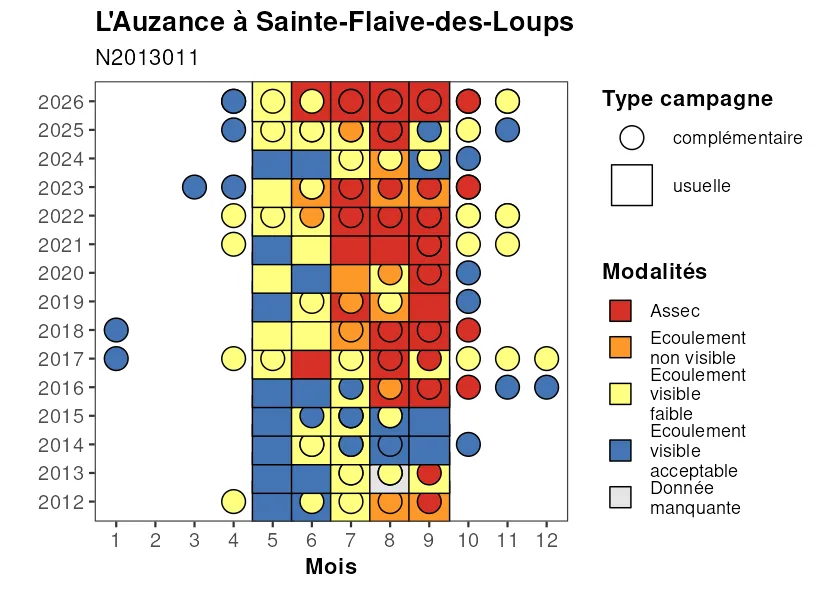 L'Auzance à Sainte-Flaive-des-Loups
N2013011
2026
2025
2024
2023
2022
2021
2020
2019
2018
2017
2016
2015
2014
2013
2012
1 2 3 4 5 6 7 8 9 10 11 12
Mois
Type campagne
complémentaire
usuelle
Modalités
Assec
Ecoulement
non visible
Ecoulement
visible
faible
Ecoulement
visible
acceptable
Donnée
manquante